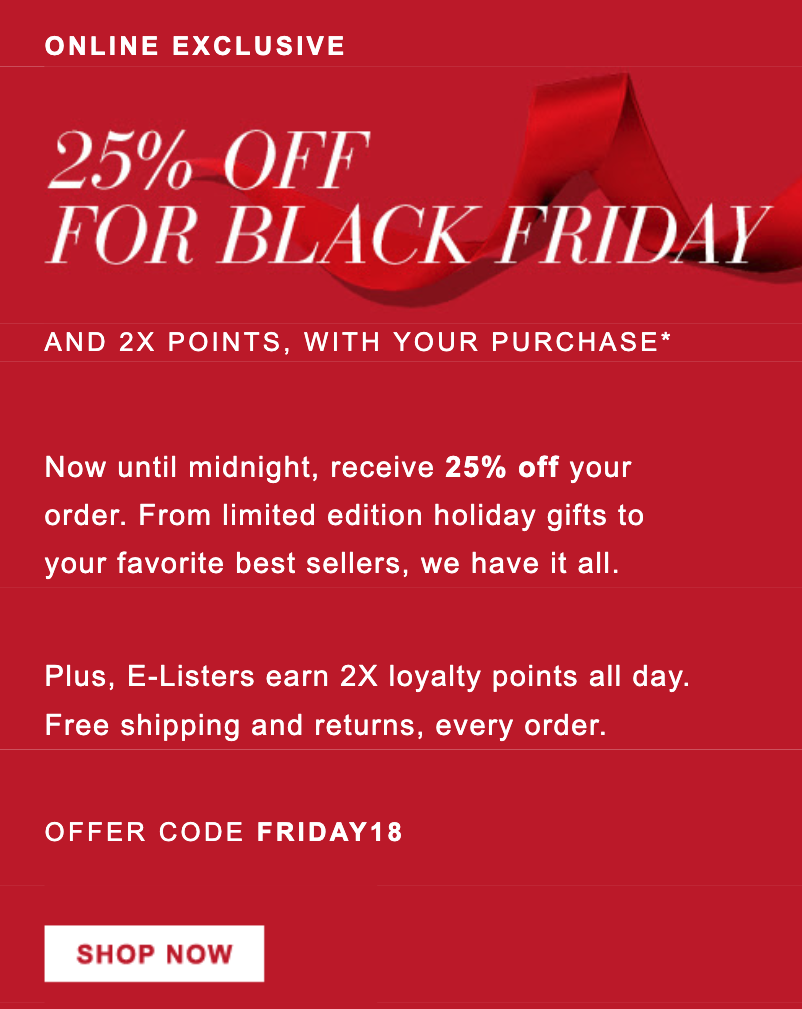 ONLINE EXCLUSIVE
25% OFF
FOR BLACK FRIDAY
AND 2X POINTS, WITH YOUR PURCHASE*
Now until midnight, receive 25% off your
order. From limited edition holiday gifts to
your favorite best sellers, we have it all.
Plus, E-Listers earn 2X loyalty points all day.
Free shipping and returns, every order.
OFFER CODE FRIDAY18
SHOP NOW